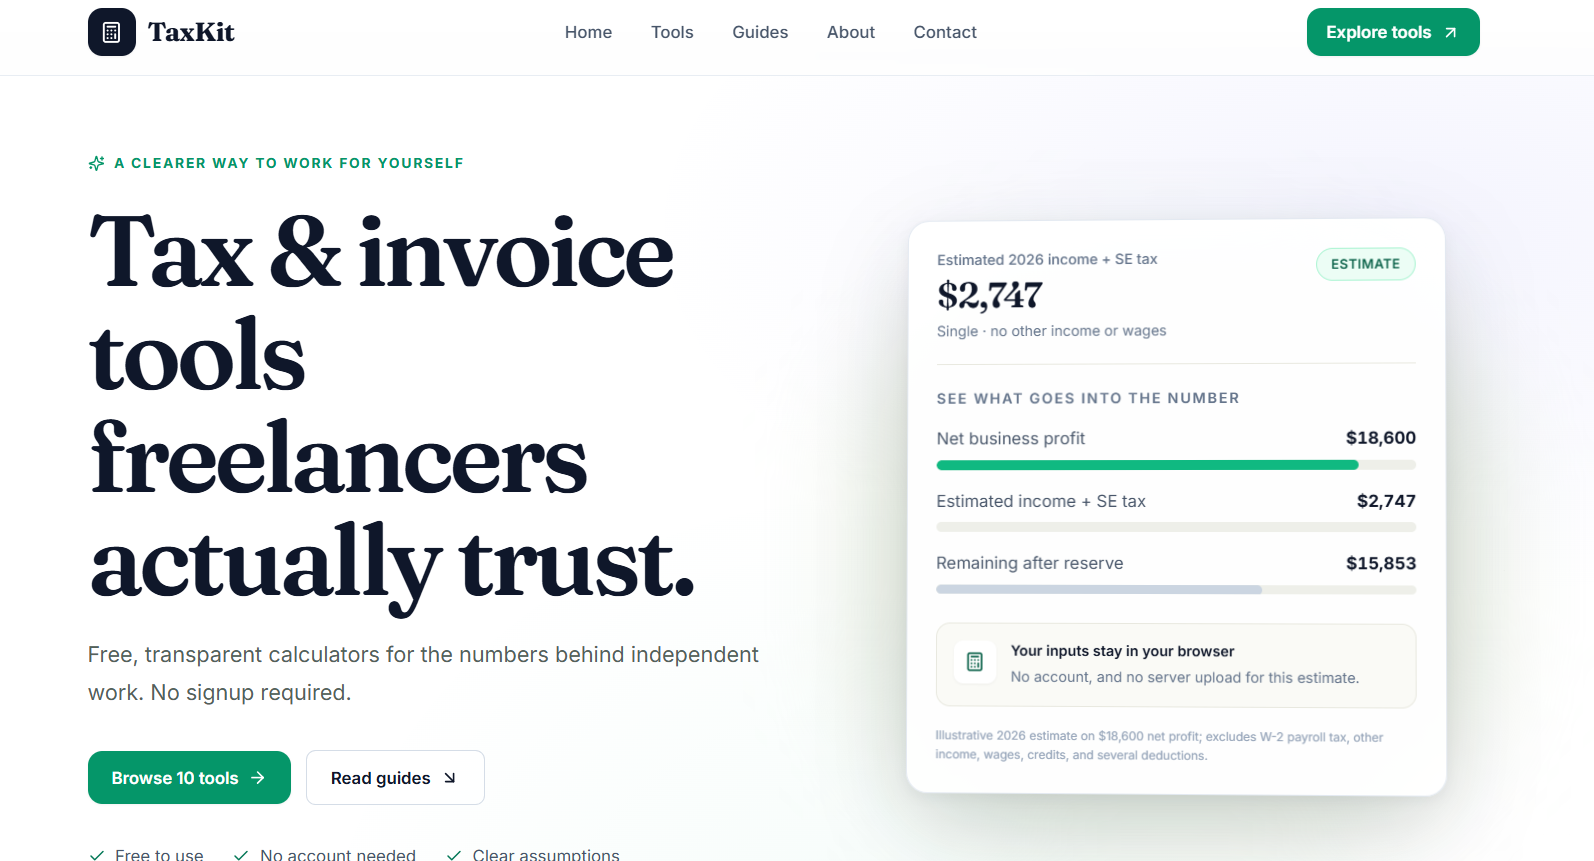 TaxKit
Home
Tools
Guides
About
Contact
Explore tools
A CLEARER WAY TO WORK FOR YOURSELF
Tax & invoice
tools
freelancers
actually trust.
Free, transparent calculators for the numbers behind independent
work. No signup required.
Browse 10 tools
Read guides
Free to use
No account needed
Clear assumptions
Estimated 2026 income + SE tax
ESTIMATE
$2,747
Single · no other income or wages
SEE WHAT GOES INTO THE NUMBER
Net business profit
$18,600
Estimated income + SE tax
$2,747
Remaining after reserve
$15,853
Your inputs stay in your browser
No account, and no server upload for this estimate.
Illustrative 2026 estimate on $18,600 net profit; excludes W-2 payroll tax, other
income, wages, credits, and several deductions.